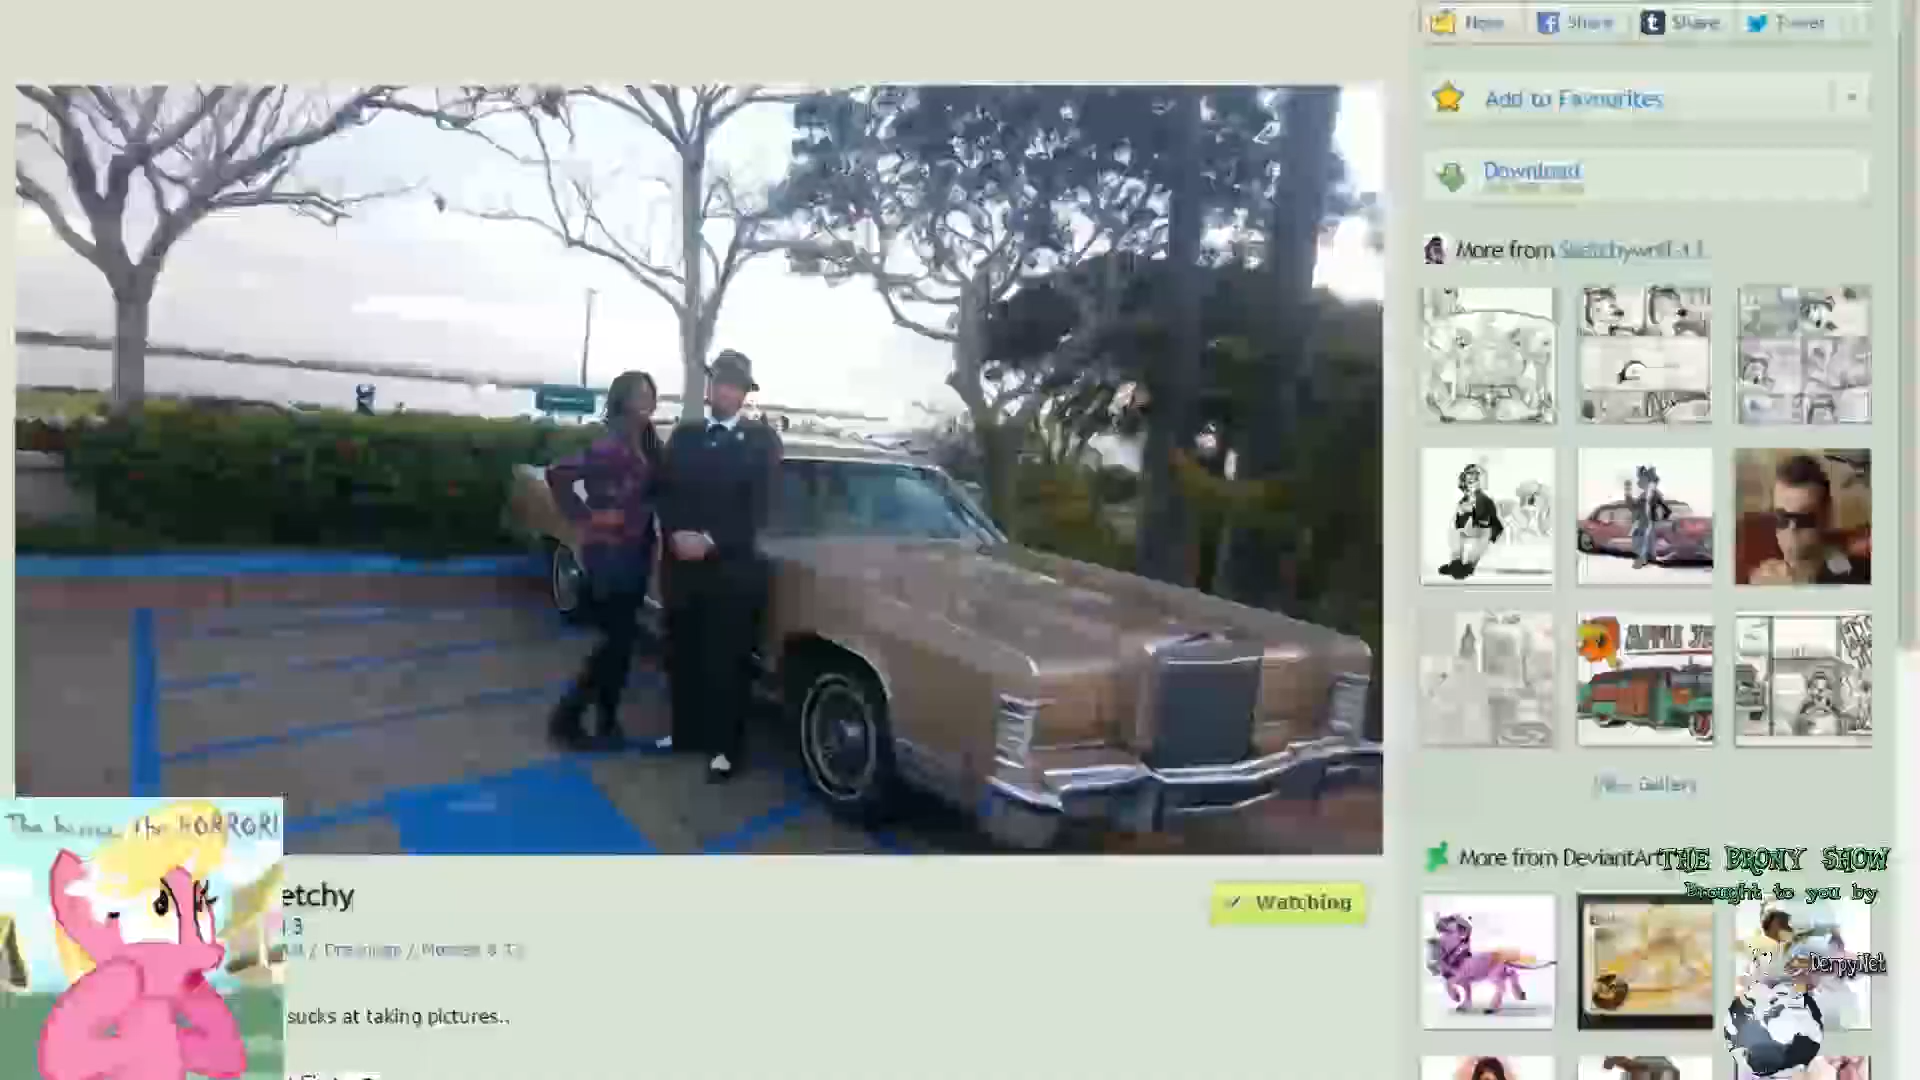 Share
Share
Tweet
Add to Favourites
Download
More from
APPLE
View Gallery
The horror, the HORROR!
More from DeviantArt
THE BRONY SHOW
Brought to you by
DerpyNet
etchy
✓ Watching
sucks at taking pictures..